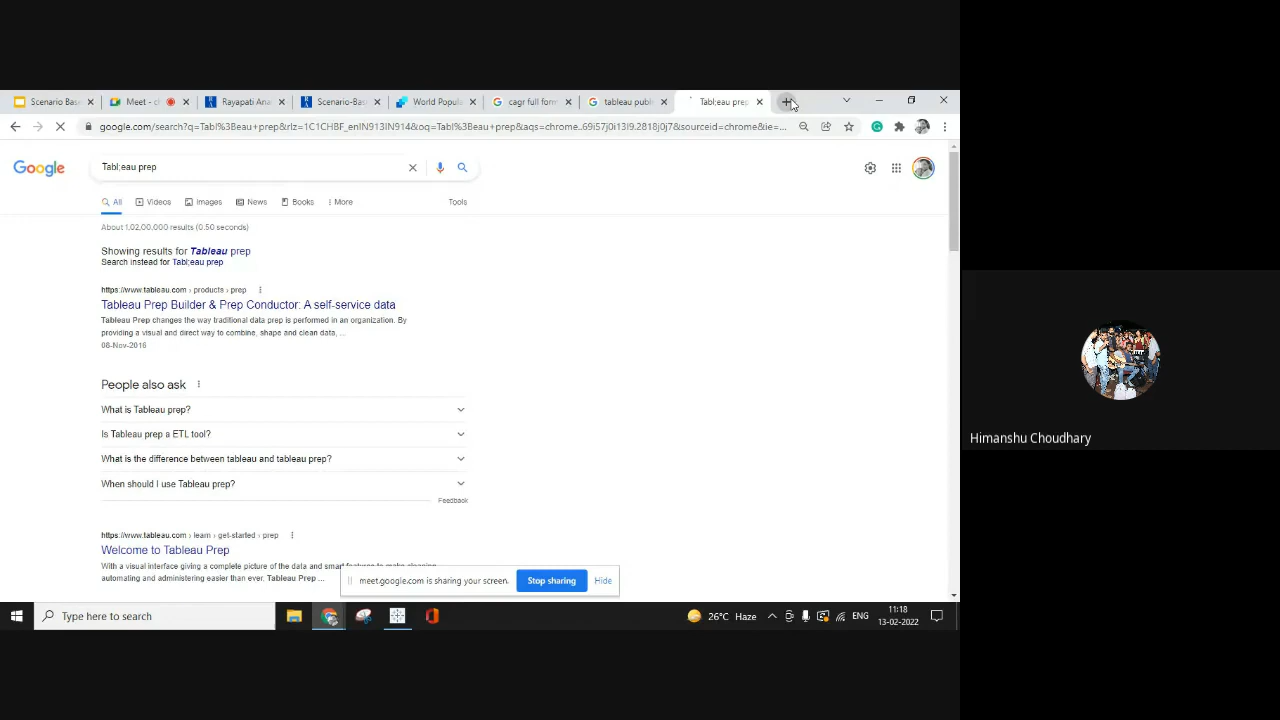 Scenario Base
Meet - c
Rayapati Ana
Scenario-Bas
World Popula
cagr full form
tableau publ
Tabl;eau prep
google.com/search?q=Tabl%3Beau+prep&rlz=1C1CHBF_enIN913IN914&oq=Tabl%3Beau+prep&aqs=chrome..69i57j0i13l9.2818j0j7&sourceid=chrome&ie=...
Google
Tabl;eau prep
All
Videos
Images
News
Books
More
Tools
About 1,02,00,000 results (0.50 seconds)
Showing results for Tableau prep
Search instead for Tabl;eau prep
https://www.tableau.com › products › prep
Tableau Prep Builder & Prep Conductor: A self-service data
Tableau Prep changes the way traditional data prep is performed in an organization. By
providing a visual and direct way to combine, shape and clean data, ...
08-Nov-2016
People also ask
What is Tableau prep?
Is Tableau prep a ETL tool?
What is the difference between tableau and tableau prep?
When should I use Tableau prep?
Feedback
https://www.tableau.com › learn › get-started › prep
Welcome to Tableau Prep
With a visual interface giving a complete picture of the data and smart features to make cleaning,
automating and administering easier than ever. Tableau Prep ...
meet.google.com is sharing your screen.
Stop sharing
Hide
Himanshu Choudhary
Type here to search
26°C Haze
ENG
11:18
13-02-2022